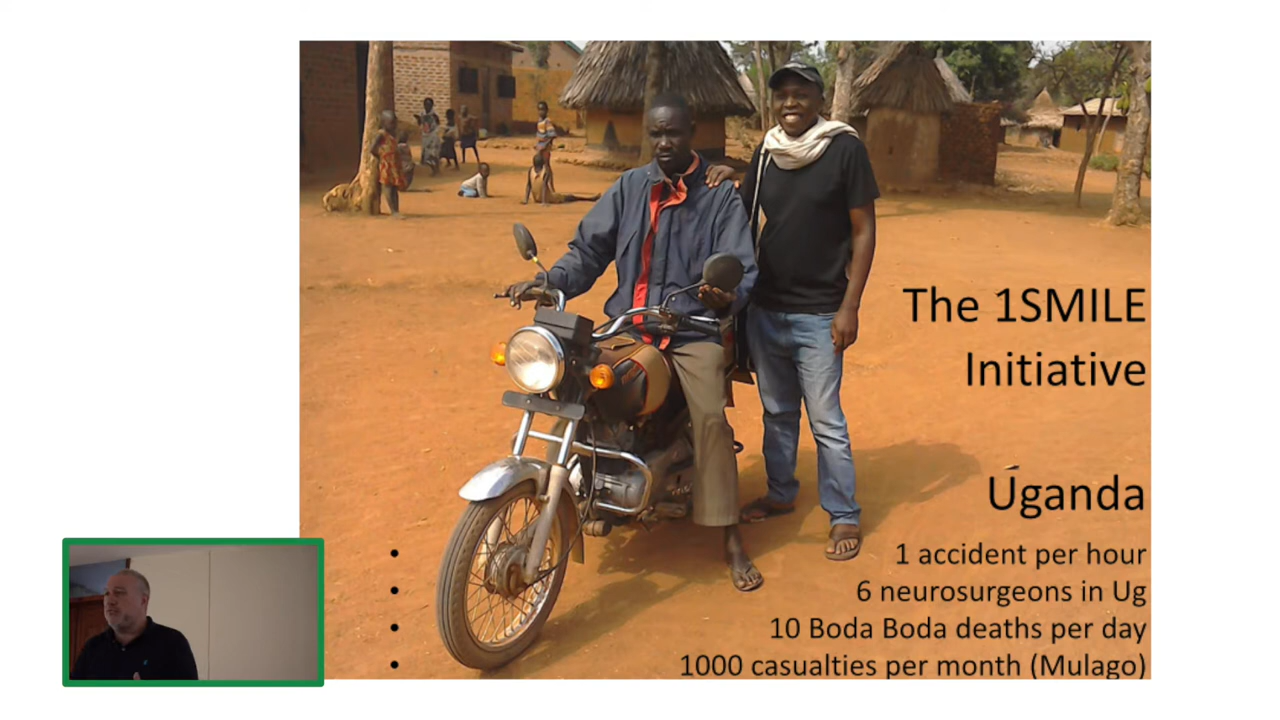 The 1SMILE
Initiative
Uganda
• 1 accident per hour
• 6 neurosurgeons in Ug
• 10 Boda Boda deaths per day
• 1000 casualties per month (Mulago)